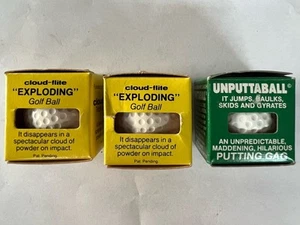 cloud-flite
"EXPLODING"
Golf Ball
It disappears in a
spectacular cloud of
powder on impact.
Pat. Pending
cloud-flite
"EXPLODING"
Golf Ball
It disappears in a
spectacular cloud of
powder on impact.
Pat. Pending
UNPUTTABALL©
IT JUMPS, BAULKS,
SKIDS AND GYRATES
AN UNPREDICTABLE,
MADDENING, HILARIOUS
PUTTING GAG